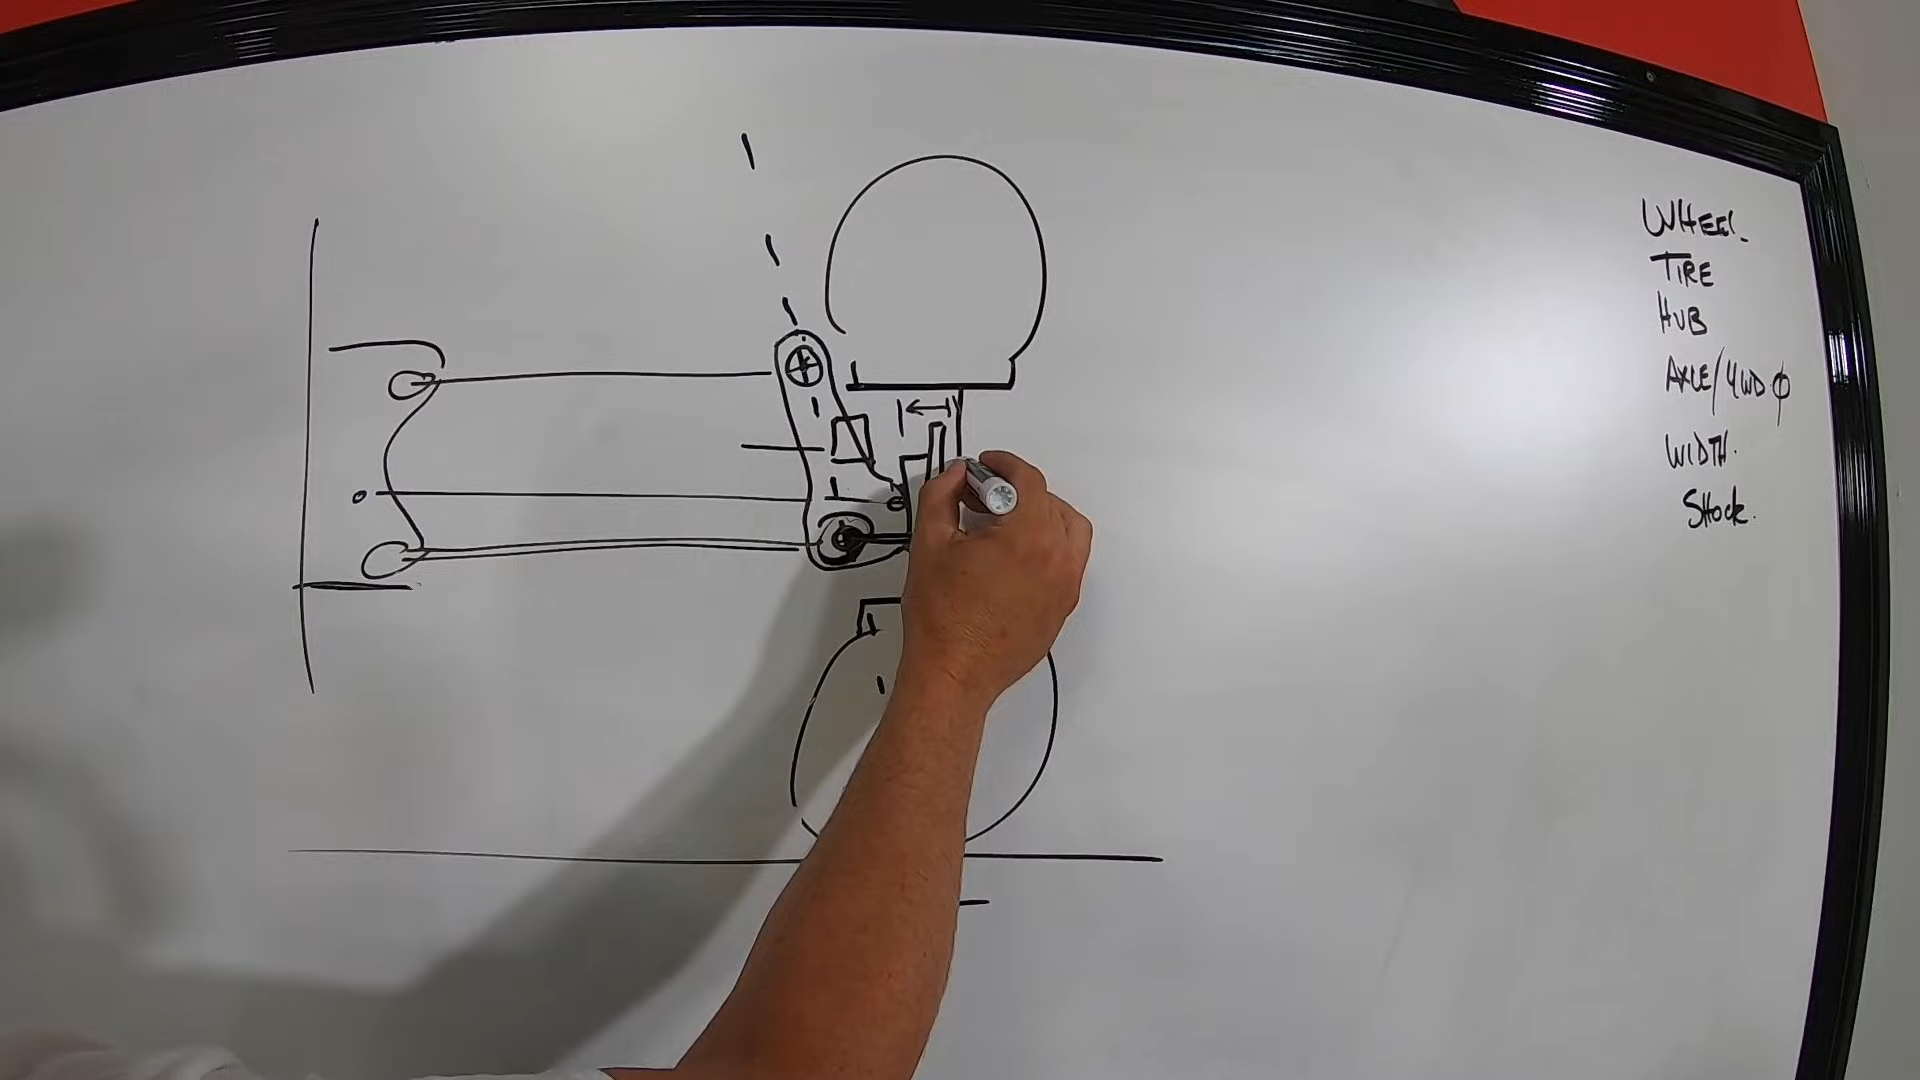 WHEEL
TIRE
HUB
AXLE/4WD φ
WIDTH.
SHOCK.